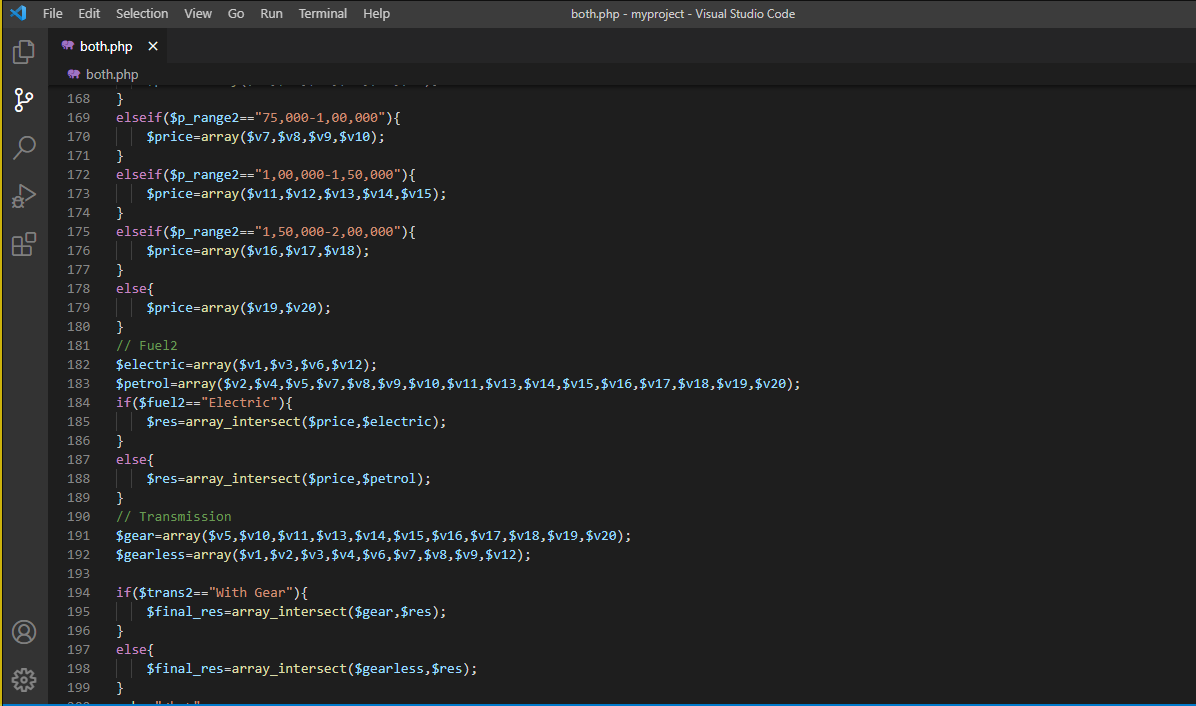 File Edit Selection View Go Run Terminal Help both.php - myproject - Visual Studio Code
both.php
both.php
168 }
169 elseif($p_range2=="75,000-1,00,000"){
170 $price=array($v7,$v8,$v9,$v10);
171 }
172 elseif($p_range2=="1,00,000-1,50,000"){
173 $price=array($v11,$v12,$v13,$v14,$v15);
174 }
175 elseif($p_range2=="1,50,000-2,00,000"){
176 $price=array($v16,$v17,$v18);
177 }
178 else{
179 $price=array($v19,$v20);
180 }
181 // Fuel2
182 $electric=array($v1,$v3,$v6,$v12);
183 $petrol=array($v2,$v4,$v5,$v7,$v8,$v9,$v10,$v11,$v13,$v14,$v15,$v16,$v17,$v18,$v19,$v20);
184 if($fuel2=="Electric"){
185 $res=array_intersect($price,$electric);
186 }
187 else{
188 $res=array_intersect($price,$petrol);
189 }
190 // Transmission
191 $gear=array($v5,$v10,$v11,$v13,$v14,$v15,$v16,$v17,$v18,$v19,$v20);
192 $gearless=array($v1,$v2,$v3,$v4,$v6,$v7,$v8,$v9,$v12);
193
194 if($trans2=="With Gear"){
195 $final_res=array_intersect($gear,$res);
196 }
197 else{
198 $final_res=array_intersect($gearless,$res);
199 }